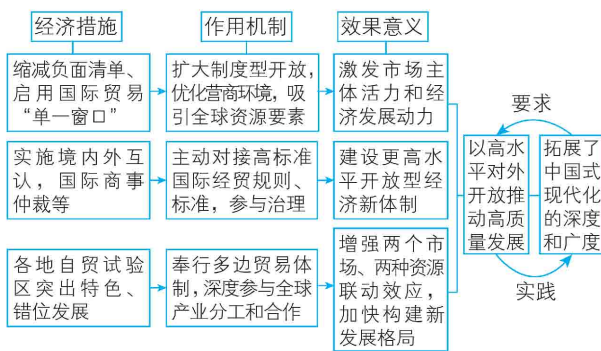 经济措施
作用机制
效果意义
缩减负面清单、
启用国际贸易
“单一窗口”
扩大制度型开放，
优化营商环境，吸
引全球资源要素
激发市场主
体活力和经
济发展动力
实施境内外互
认，国际商事
仲裁等
主动对接高标准
国际经贸规则、
标准，参与治理
建设更高水
平开放型经
济新体制
各地自贸试验
区突出特色、
错位发展
奉行多边贸易体
制，深度参与全球
产业分工和合作
增强两个市
场、两种资源
联动效应，
加快构建新
发展格局
要求
以高水
平对外
开放推
动高质
量发展
拓展了
中国式
现代化
的深度
和广度
实践